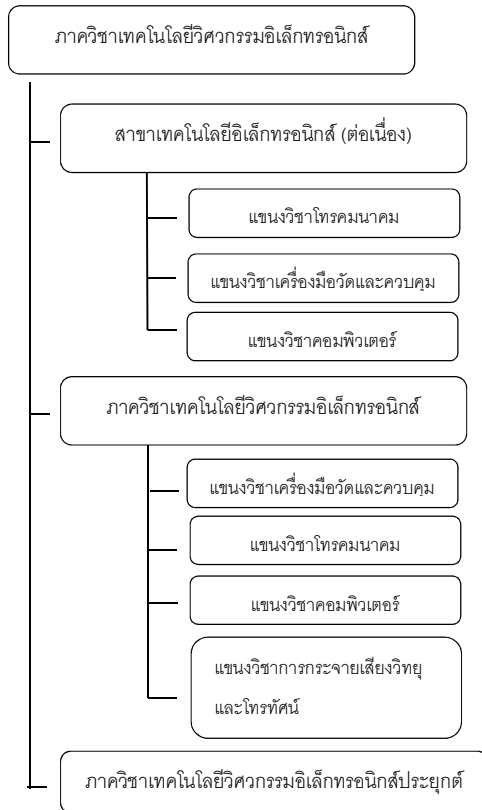 ภาควิชาเทคโนโลยีวิศวกรรมอิเล็กทรอนิกส์
สาขาเทคโนโลยีอิเล็กทรอนิกส์ (ต่อเนื่อง)
แขนงวิชาโทรคมนาคม
แขนงวิชาเครื่องมือวัดและควบคุม
แขนงวิชาคอมพิวเตอร์
ภาควิชาเทคโนโลยีวิศวกรรมอิเล็กทรอนิกส์
แขนงวิชาเครื่องมือวัดและควบคุม
แขนงวิชาโทรคมนาคม
แขนงวิชาคอมพิวเตอร์
แขนงวิชาการกระจายเสียงวิทยุ
และโทรทัศน์
ภาควิชาเทคโนโลยีวิศวกรรมอิเล็กทรอนิกส์ประยุกต์